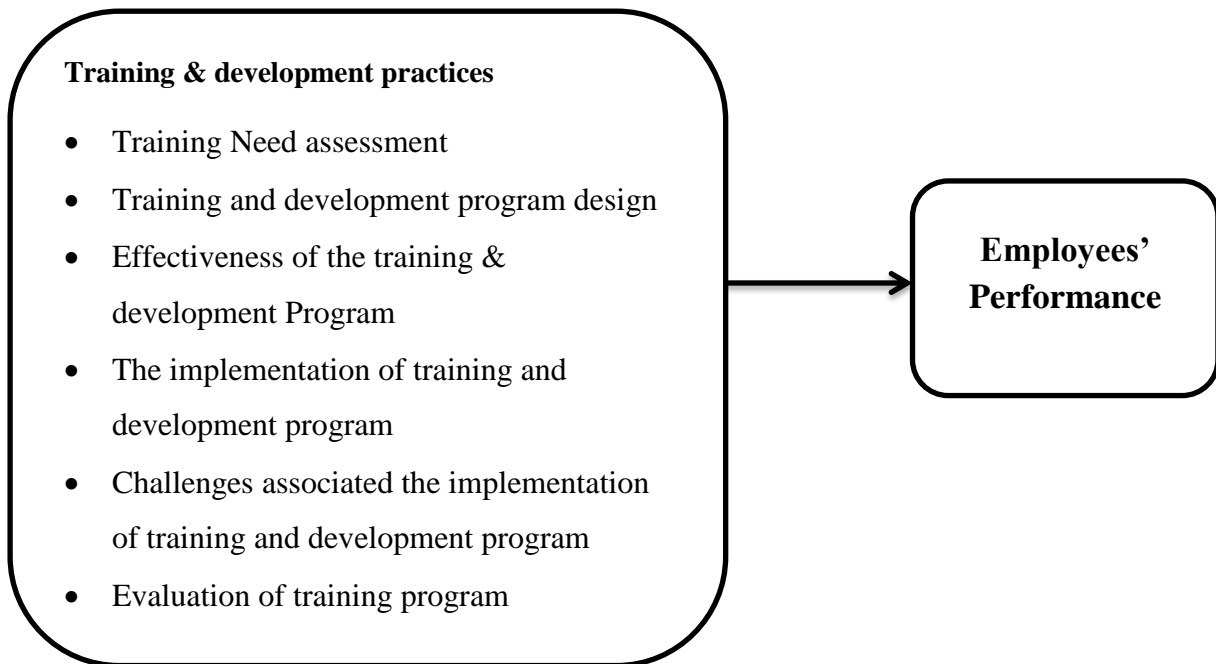 Training & development practices
• Training Need assessment
• Training and development program design
• Effectiveness of the training &
development Program
• The implementation of training and
development program
• Challenges associated the implementation
of training and development program
• Evaluation of training program
Employees’
Performance